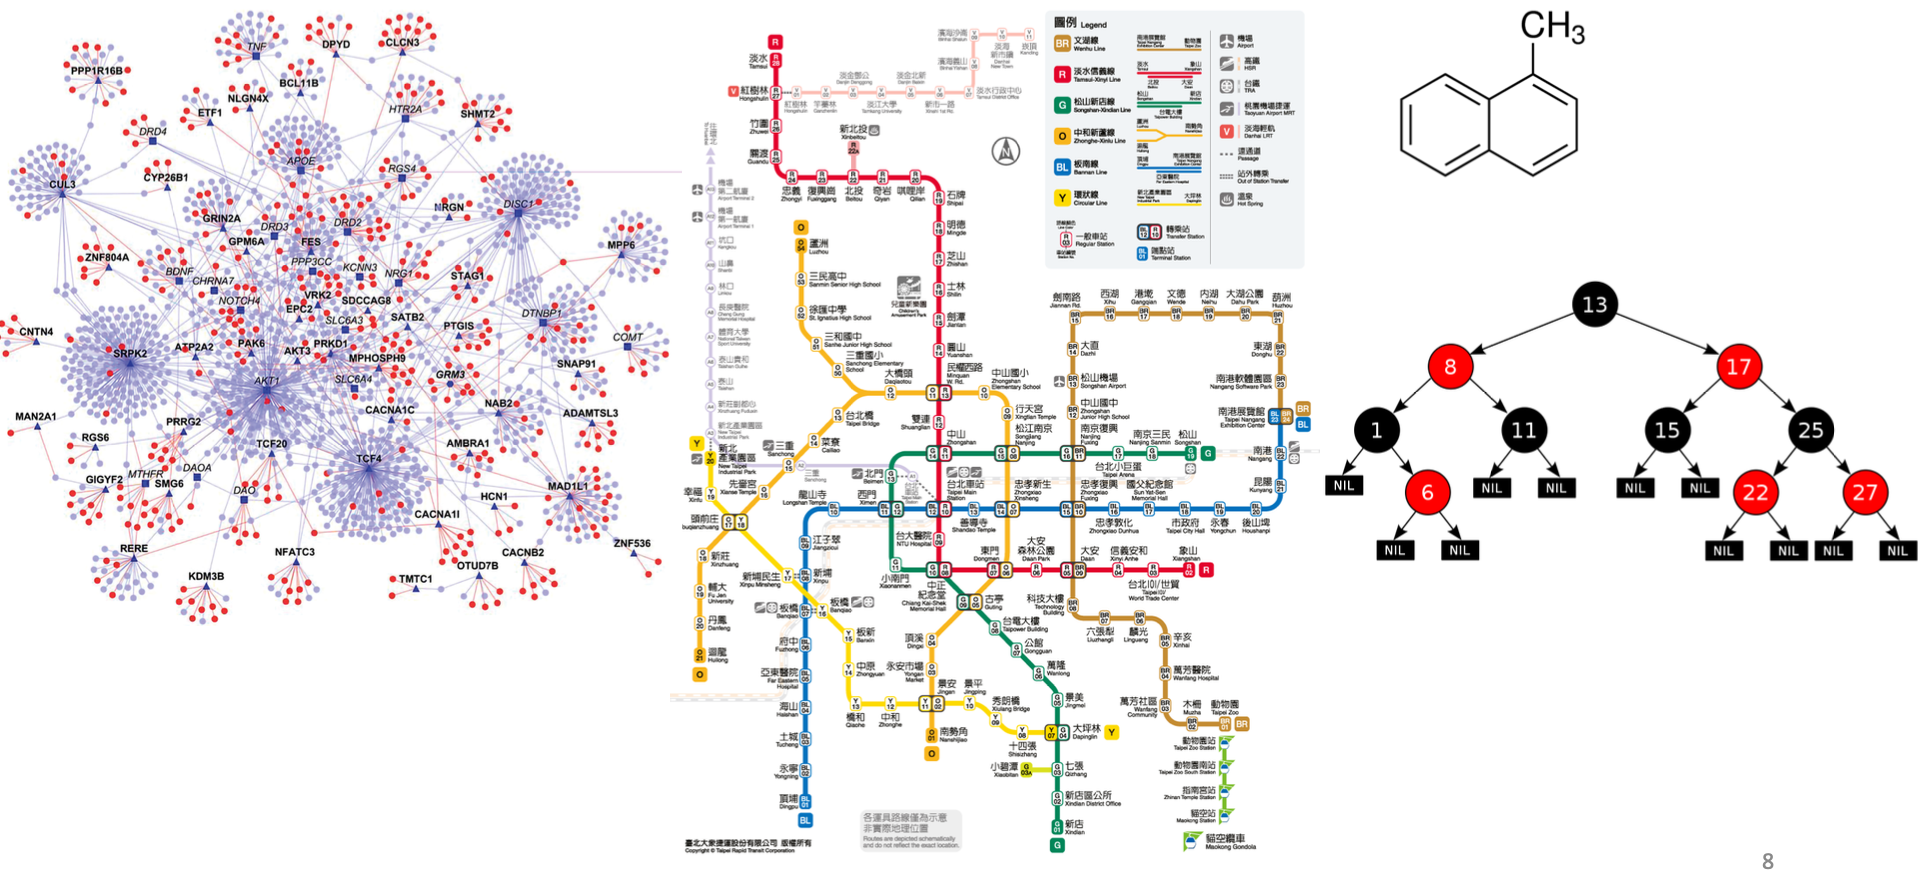 TNF
DPYD
CLCN3
PPP1R16B
BCL11B
NLGN4X
HTR2A
ETF1
SHMT2
DRD4
APOE
RGS4
CUL3
CYP26B1
DISC1
NRGN
GRIN2A
DRD3
DRD2
GPM6A
FES
MPP6
ZNF804A
PPP3CC
BDNF
CHRNA7
KCNN3
NRG1
STAG1
NOTCH4
VRK2
SDCCAG8
EPC2
SLC6A3
SATB2
DTNBP1
PTGIS
CNTN4
SRPK2
ATP2A2
PAK6
AKT3
PRKD1
MPHOSPH9
COMT
SNAP91
AKT1
SLC6A4
GRM3
MAN2A1
PRRG2
CACNA1C
NAB2
ADAMTSL3
RGS6
TCF20
AMBRA1
TCF4
MTHFR
DAOA
GIGYF2
SMG6
DAO
HCN1
MAD1L1
CACNA1I
RERE
NFATC3
CACNB2
ZNF536
KDM3B
TMTC1
OTUD7B
R
淡水
Tamsui
紅樹林
Hongshulin
竹圍
Zhuwei
關渡
Guandu
忠義
Zhongyi
復興崗
Fuxinggang
北投
Beitou
新北投
Xinbeitou
奇岩
Qiyan
唭哩岸
Qilian
石牌
Shipai
明德
Mingde
芝山
Zhishan
士林
Shilin
劍潭
Jiantan
圓山
Yuanshan
民權西路
Minquan
W. Rd.
雙連
Shuanglian
中山
Zhongshan
台北車站
Taipei Main
Station
台大醫院
NTU Hospital
中正
紀念堂
Chiang Kai-Shek
Memorial Hall
東門
Dongmen
大安
森林公園
Daan Park
大安
Daan
信義安和
Xinyi Anhe
台北101/世貿
Taipei 101/
World Trade Center
象山
Xiangshan
O
蘆洲
Luzhou
三民高中
Sanmin Senior High School
徐匯中學
St. Ignatius High School
三和國中
Sanhe Junior High School
三重國小
Sanchong Elementary
School
大橋頭
Daqiaotou
台北橋
Taipei Bridge
菜寮
Cailiao
三重
Sanchong
先嗇宮
Xianse Temple
頭前庄
新莊
Xinzhuang
輔大
Fu Jen
University
丹鳳
Danfeng
迴龍
Huilong
中山國小
Zhongshan
Elementary School
行天宮
Xingtian Temple
松江南京
Songjiang
Nanjing
忠孝新生
Zhongxiao
Xinsheng
古亭
Guting
頂溪
Dingxi
永安市場
Yongan
Market
景安
Jingan
南勢角
Nanshijiao
新北
產業園區
New Taipei
Industrial Park
幸福
Xinfu
新埔民生
Xinpu Minsheng
板橋
Banqiao
板新
Banxin
中原
Zhongyuan
橋和
Qiaohe
中和
Zhonghe
景平
Jingping
秀朗橋
Xiulang Bridge
十四張
Shisizhang
大坪林
Dapinglin
龍山寺
Longshan Temple
江子翠
Jiangzicui
新埔
Xinpu
板橋
Banqiao
府中
Fuzhong
亞東醫院
Far Eastern
Hospital
海山
Haishan
土城
Tucheng
永寧
Yongning
頂埔
Dingpu
西門
Ximen
北門
Beimen
小南門
Xiaonanmen
善導寺
Shandao Temple
忠孝復興
Zhongxiao
Fuxing
忠孝敦化
Zhongxiao Dunhua
國父紀念館
Sun Yat-Sen
Memorial Hall
市政府
Taipei City Hall
永春
Yongchun
後山埤
Houshanpi
昆陽
Kunyang
南港
Nangang
南港展覽館
Taipei Nangang
Exhibition Center
南港軟體園區
Nangang Software Park
東湖
Donghu
葫洲
Huzhou
大湖公園
Dahu Park
內湖
Neihu
文德
Wende
港墘
Gangqian
西湖
Xihu
劍南路
Jiannan Rd.
大直
Dazhi
松山機場
Songshan Airport
中山國中
Zhongshan
Junior High School
南京復興
Nanjing
Fuxing
台北小巨蛋
Taipei Arena
南京三民
Nanjing Sanmin
松山
Songshan
科技大樓
Technology
Building
六張犁
Liuzhangli
麟光
Linguang
辛亥
Xinhai
萬芳醫院
Wanfang Hospital
萬芳社區
Wanfang
Community
木柵
Muzha
動物園
Taipei Zoo
台電大樓
Taipower Building
公館
Gongguan
萬隆
Wanlong
景美
Jingmei
七張
Qizhang
小碧潭
Xiaobitan
新店區公所
Xindian District Office
新店
Xindian
動物園站
Taipei Zoo Station
動物園南站
Taipei Zoo South Station
指南宮站
Zhinan Temple Station
貓空站
Maokong Station
貓空纜車
Maokong Gondola
各運具路線僅為示意
非實際地理位置
Routes are depicted schematically
and do not reflect the exact location.
臺北大眾捷運股份有限公司 版權所有
Copyright © Taipei Rapid Transit Corporation
圖例 Legend
BR 文湖線
Wenhu Line
R 淡水信義線
Tamsui-Xinyi Line
G 松山新店線
Songshan-Xindian Line
O 中和新蘆線
Zhonghe-Xinlu Line
BL 板南線
Bannan Line
Y 環狀線
Circular Line
一般車站
Regular Station
轉乘站
Transfer Station
端點站
Terminal Station
機場
Airport
高鐵
HSR
台鐵
TRA
桃園機場捷運
Taoyuan Airport MRT
淡海輕軌
Danhai LRT
連通道
Passage
站外轉乘
Out of Station Transfer
溫泉
Hot Spring
CH3
13
8
17
1
11
15
25
NIL
6
NIL
NIL
NIL
NIL
22
27
NIL
NIL
NIL
NIL
NIL
NIL
8